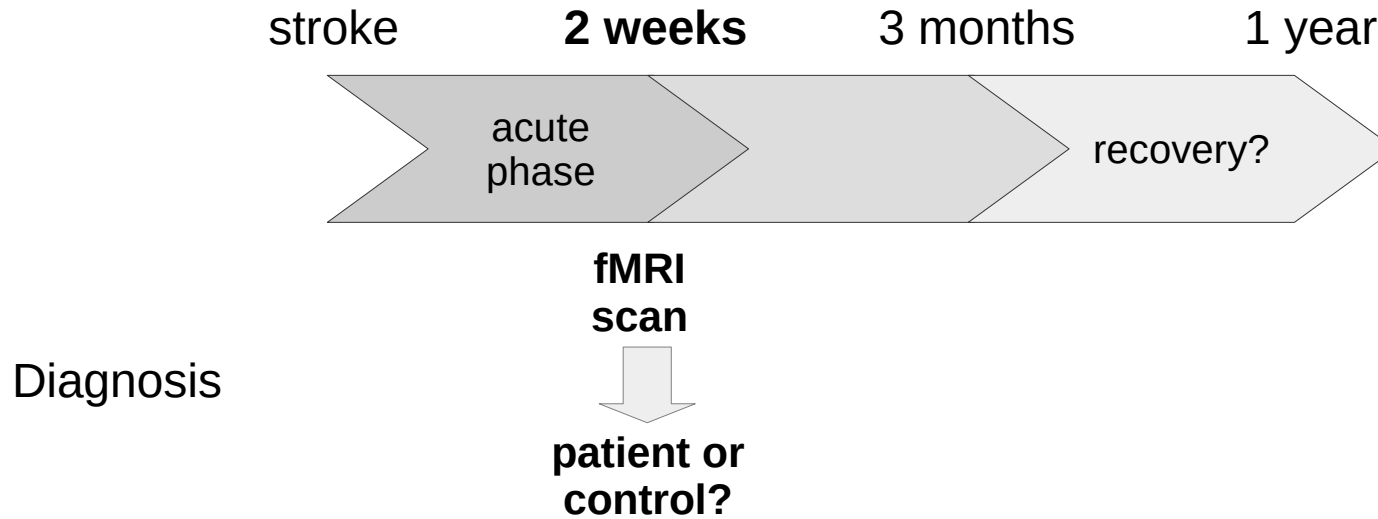 stroke 2 weeks 3 months 1 year
acute
phase
recovery?
fMRI
scan
Diagnosis
patient or
control?